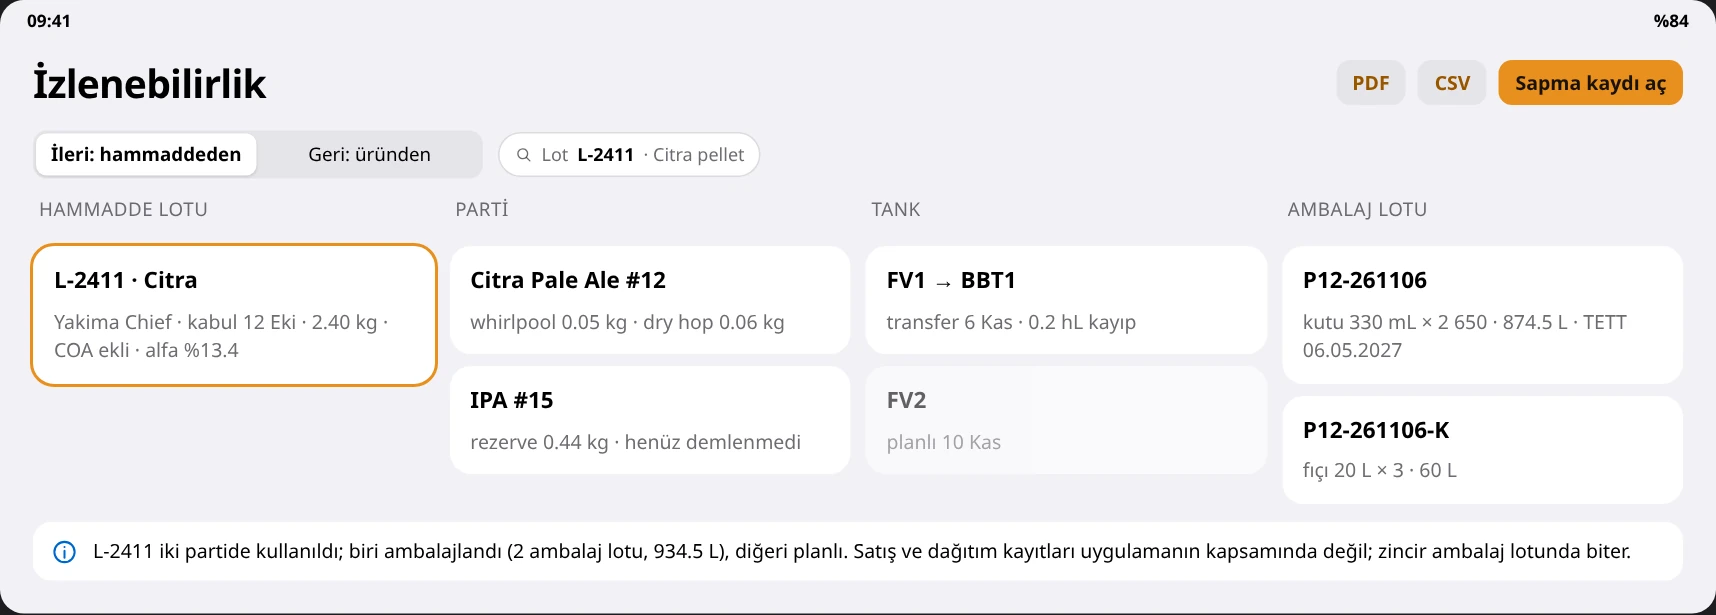 09:41
%84
İzlenebilirlik
PDF
CSV
Sapma kaydı aç
İleri: hammaddeden
Geri: üründen
Lot L-2411 · Citra pellet
HAMMADDE LOTU
PARTİ
TANK
AMBALAJ LOTU
L-2411 · Citra
Yakima Chief · kabul 12 Eki · 2.40 kg ·
COA ekli · alfa %13.4
Citra Pale Ale #12
whirlpool 0.05 kg · dry hop 0.06 kg
IPA #15
rezerve 0.44 kg · henüz demlenmedi
FV1 → BBT1
transfer 6 Kas · 0.2 hL kayıp
FV2
planlı 10 Kas
P12-261106
kutu 330 mL × 2 650 · 874.5 L · TETT
06.05.2027
P12-261106-K
fıçı 20 L × 3 · 60 L
L-2411 iki partide kullanıldı; biri ambalajlandı (2 ambalaj lotu, 934.5 L), diğeri planlı. Satış ve dağıtım kayıtları uygulamanın kapsamında değil; zincir ambalaj lotunda biter.